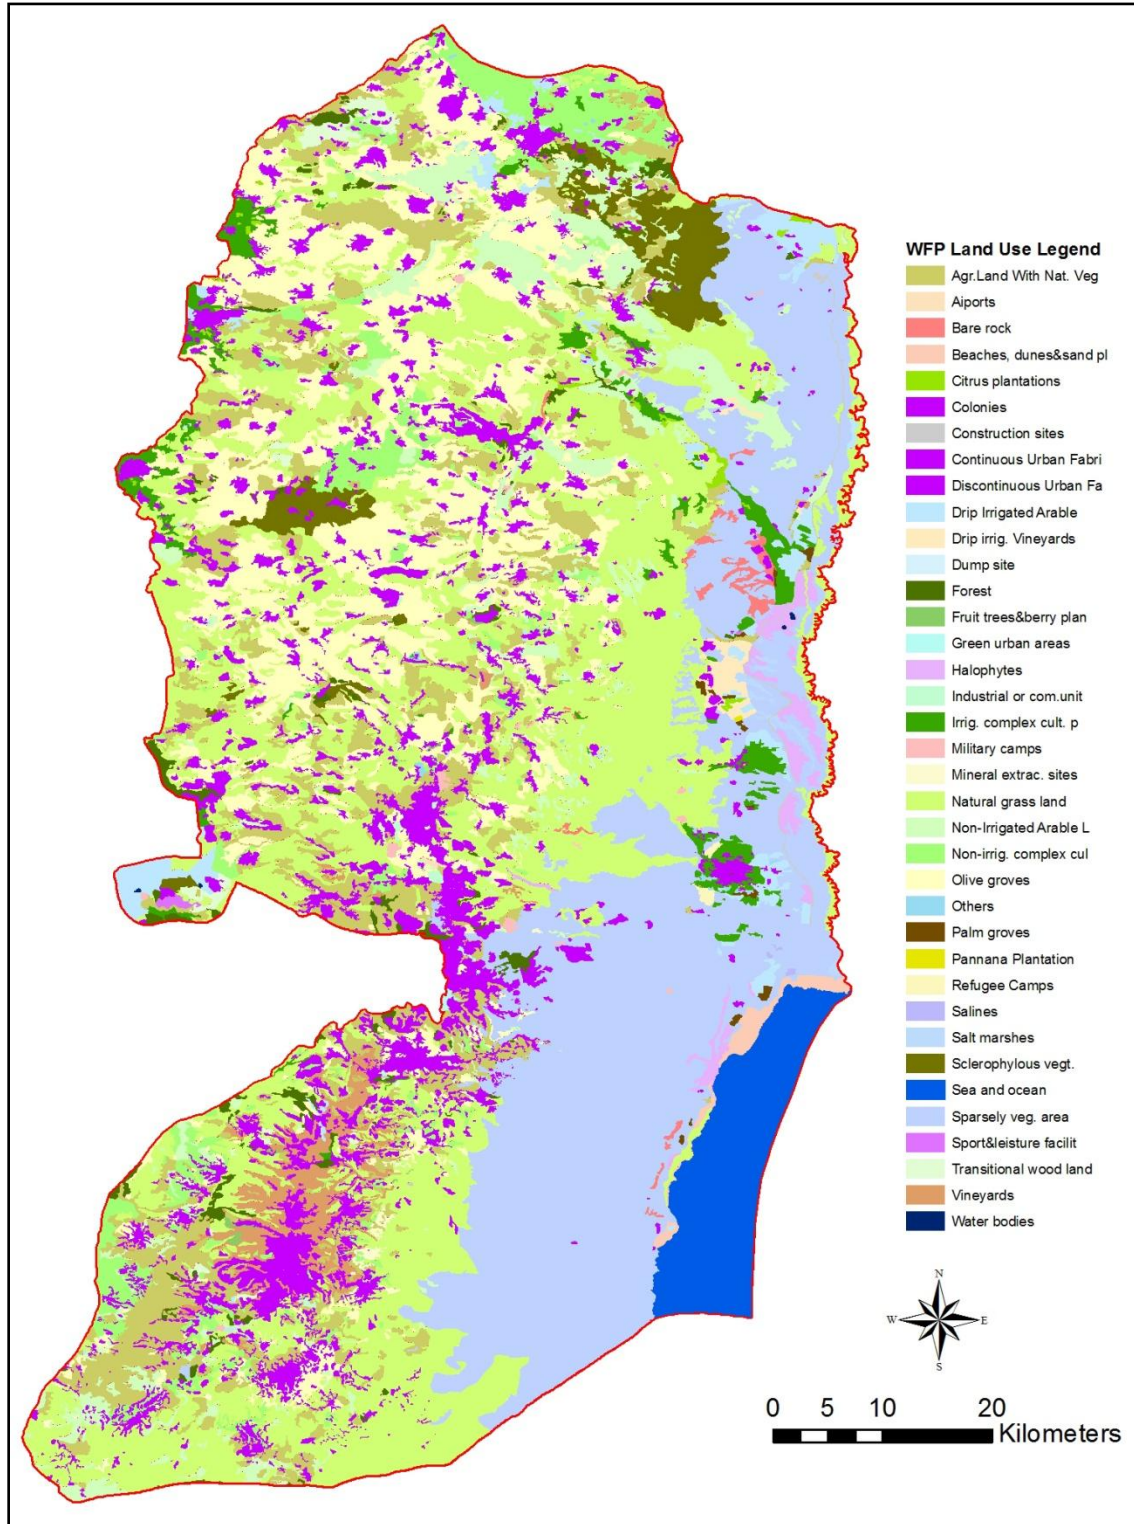 WFP Land Use Legend
Agr.Land With Nat. Veg
Aiports
Bare rock
Beaches, dunes&sand pl
Citrus plantations
Colonies
Construction sites
Continuous Urban Fabri
Discontinuous Urban Fa
Drip Irrigated Arable
Drip irrig. Vineyards
Dump site
Forest
Fruit trees&berry plan
Green urban areas
Halophytes
Industrial or com.unit
Irrig. complex cult. p
Military camps
Mineral extrac. sites
Natural grass land
Non-Irrigated Arable L
Non-irrig. complex cul
Olive groves
Others
Palm groves
Pannana Plantation
Refugee Camps
Salines
Salt marshes
Sclerophylous vegt.
Sea and ocean
Sparsely veg. area
Sport&leisture facilit
Transitional wood land
Vineyards
Water bodies
N
W E
S
0 5 10 20
Kilometers